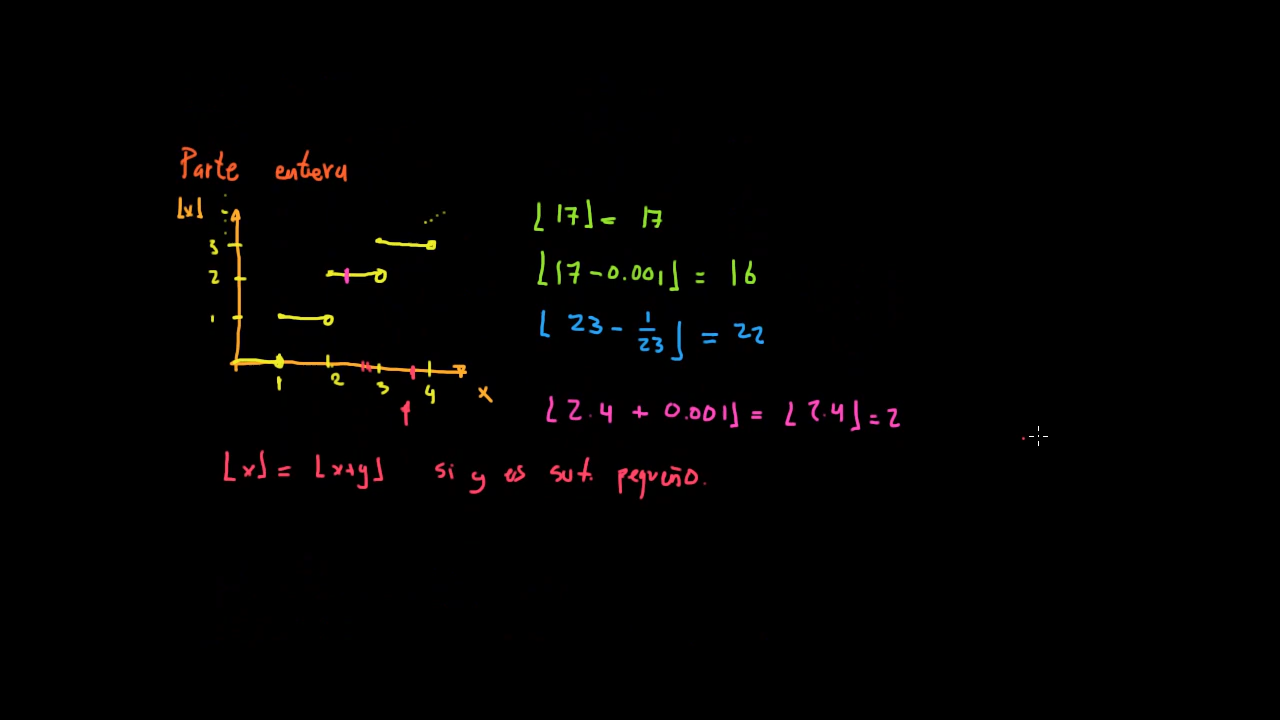 Parte entera
⌊x⌋
3
2
1
1 2 3 4
x
⌊17⌋ = 17
⌊17 - 0.001⌋ = 16
⌊23 - 1/23⌋ = 22
⌊2.4 + 0.001⌋ = ⌊2.4⌋ = 2
⌊x⌋ = ⌊x+y⌋ si y es suf. pequeño.